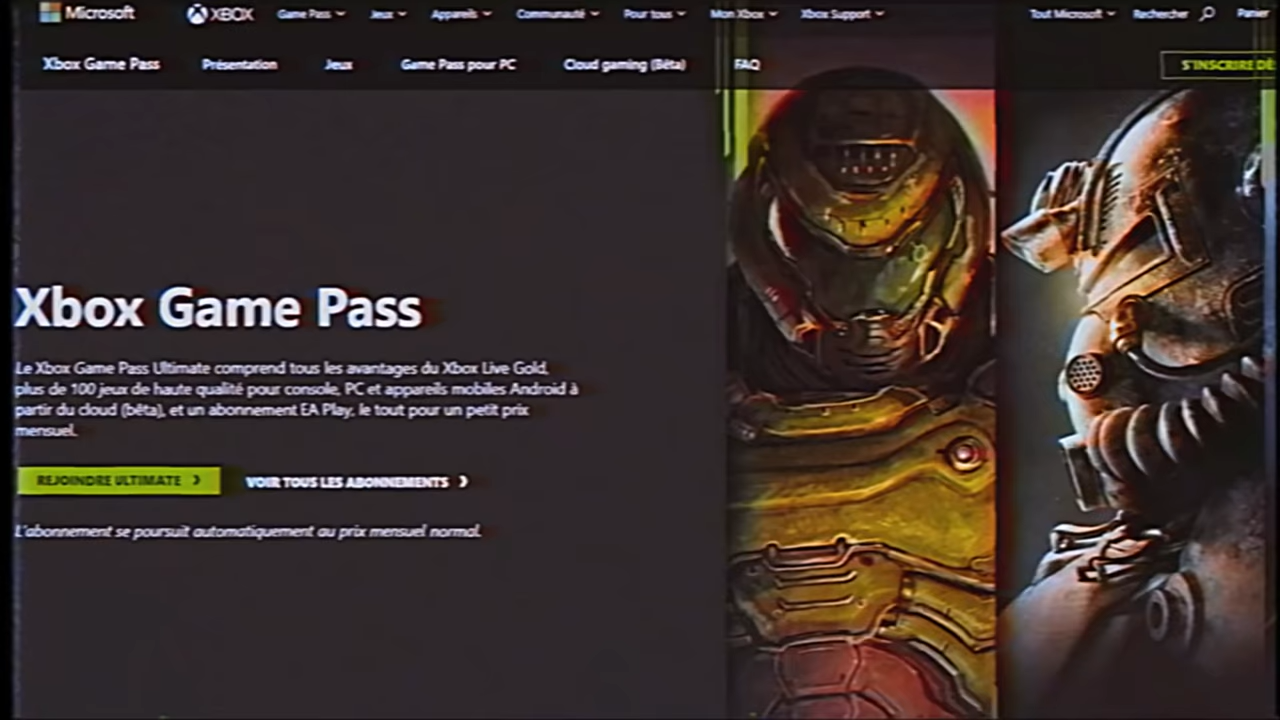 Microsoft XBOX Game Pass Jeux Appareils Communauté Pour tous Mon Xbox Xbox Support Tout Microsoft Rechercher Panier
Xbox Game Pass Présentation Jeux Game Pass pour PC Cloud gaming (Bêta) FAQ S'INSCRIRE DÈ
Xbox Game Pass
Le Xbox Game Pass Ultimate comprend tous les avantages du Xbox Live Gold,
plus de 100 jeux de haute qualité pour console, PC et appareils mobiles Android à
partir du cloud (bêta), et un abonnement EA Play, le tout pour un petit prix
mensuel.
REJOINDRE ULTIMATE VOIR TOUS LES ABONNEMENTS
L'abonnement se poursuit automatiquement au prix mensuel normal.